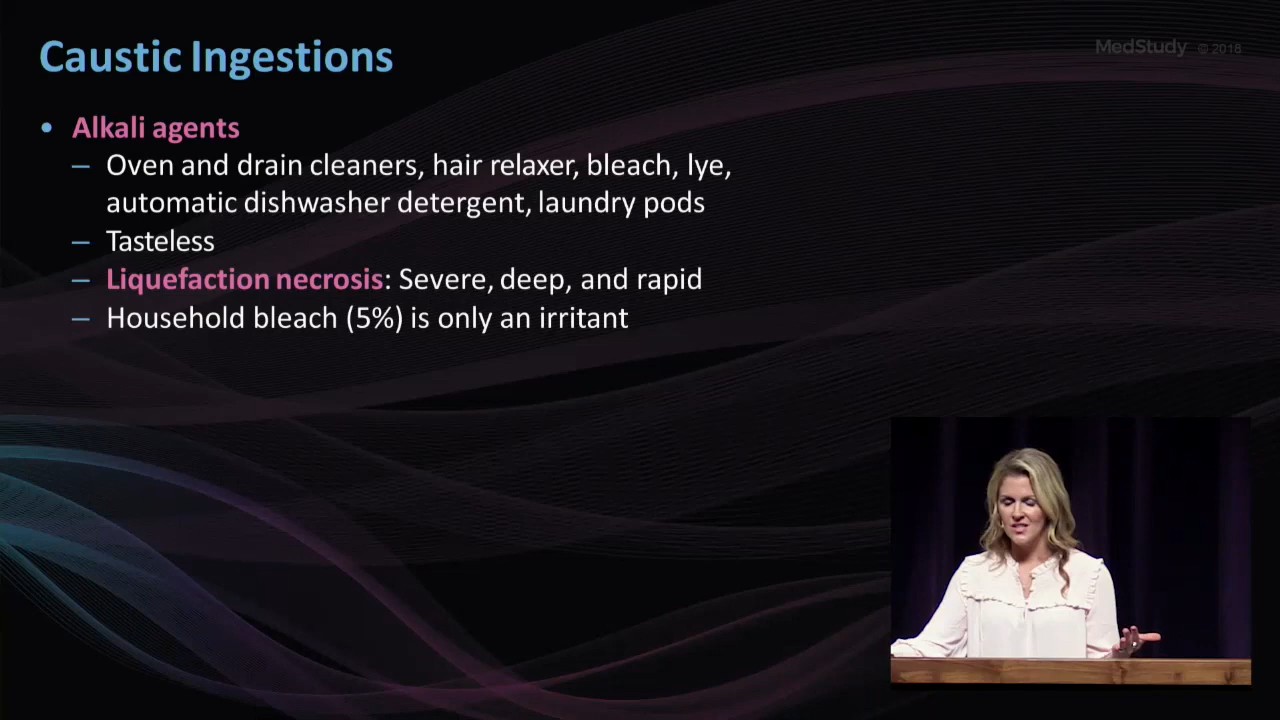 Caustic Ingestions
MedStudy © 2018
• Alkali agents
– Oven and drain cleaners, hair relaxer, bleach, lye,
automatic dishwasher detergent, laundry pods
– Tasteless
– Liquefaction necrosis: Severe, deep, and rapid
– Household bleach (5%) is only an irritant